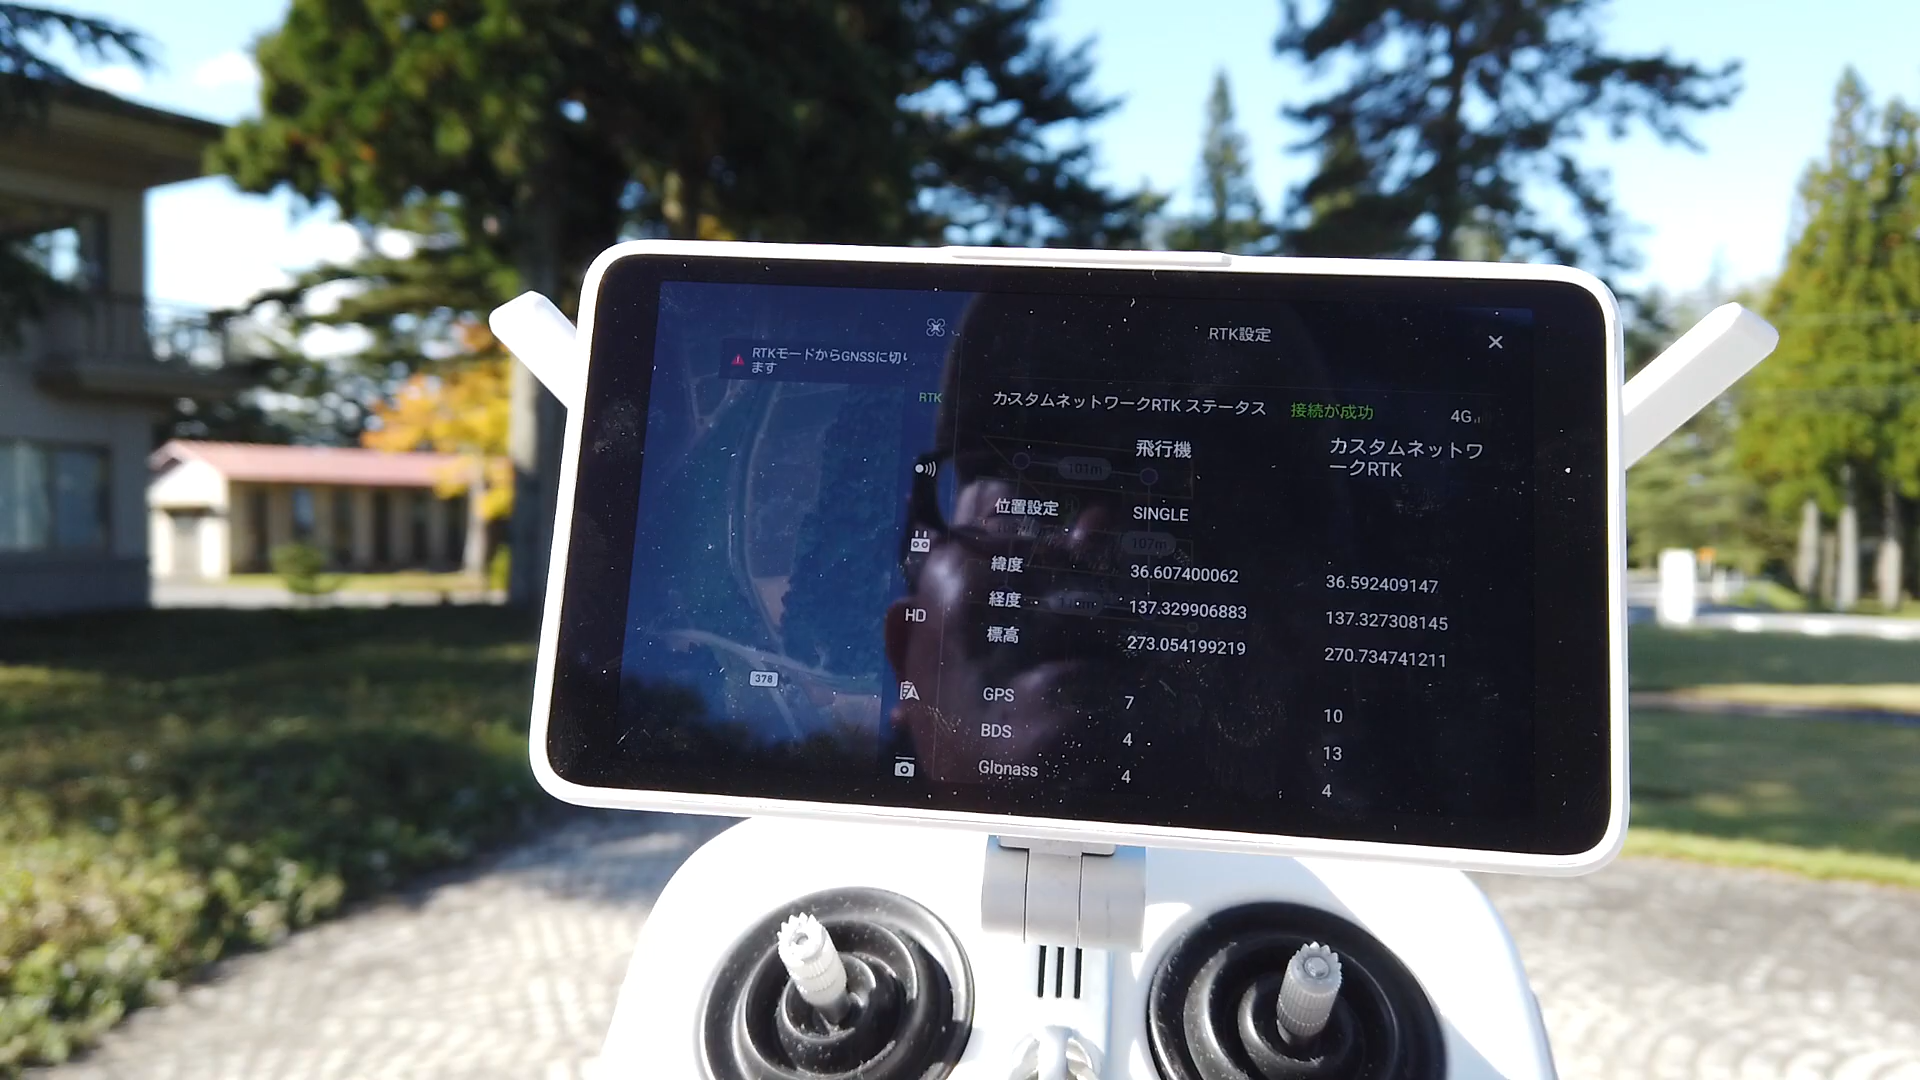 RTK設定
RTKモードからGNSSに切り
ます
RTK
カスタムネットワークRTK ステータス 接続が成功 4G
飛行機 カスタムネットワ
ークRTK
101m
位置設定 SINGLE
107m
緯度 36.607400062 36.592409147
経度 137.329906883 137.327308145
標高 273.054199219 270.734741211
HD
378
GPS 7 10
BDS 4 13
Glonass 4 4